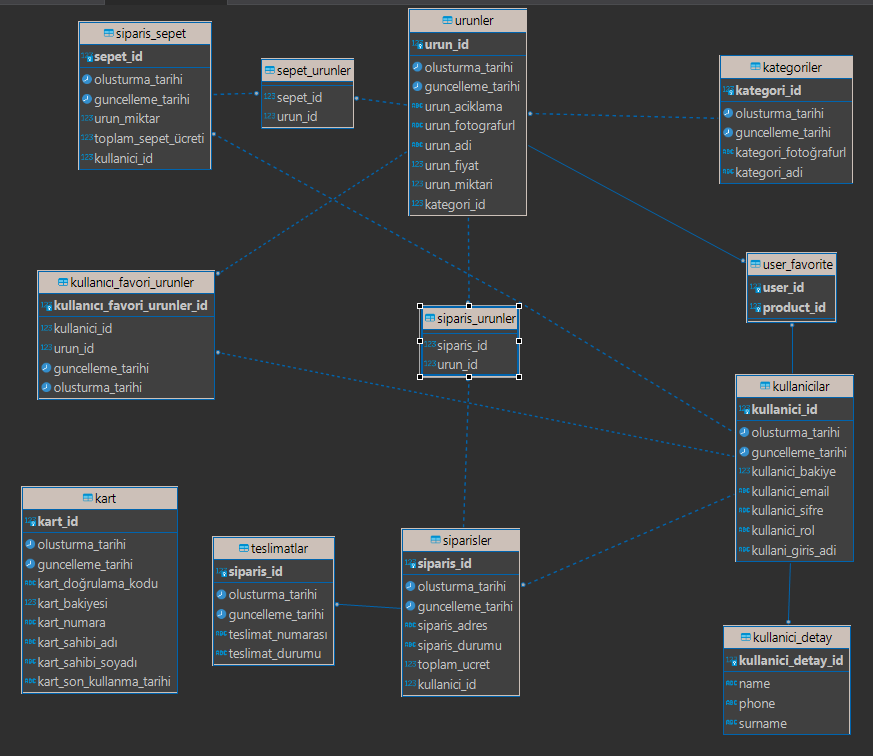 siparis_sepet
sepet_id
olusturma_tarihi
guncelleme_tarihi
urun_miktar
toplam_sepet_ücreti
kullanici_id
sepet_urunler
sepet_id
urun_id
urunler
urun_id
olusturma_tarihi
guncelleme_tarihi
urun_aciklama
urun_fotografurl
urun_adi
urun_fiyat
urun_miktari
kategori_id
kategoriler
kategori_id
olusturma_tarihi
guncelleme_tarihi
kategori_fotoğrafurl
kategori_adi
user_favorite
user_id
product_id
kullanıcı_favori_urunler
kullanıcı_favori_urunler_id
kullanici_id
urun_id
guncelleme_tarihi
olusturma_tarihi
siparis_urunler
siparis_id
urun_id
kullanicilar
kullanici_id
olusturma_tarihi
guncelleme_tarihi
kullanici_bakiye
kullanici_email
kullanici_sifre
kullanici_rol
kullani_giris_adi
kart
kart_id
olusturma_tarihi
guncelleme_tarihi
kart_doğrulama_kodu
kart_bakiyesi
kart_numara
kart_sahibi_adı
kart_sahibi_soyadı
kart_son_kullanma_tarihi
teslimatlar
siparis_id
olusturma_tarihi
guncelleme_tarihi
teslimat_numarası
teslimat_durumu
siparisler
siparis_id
olusturma_tarihi
guncelleme_tarihi
siparis_adres
siparis_durumu
toplam_ucret
kullanici_id
kullanici_detay
kullanici_detay_id
name
phone
surname